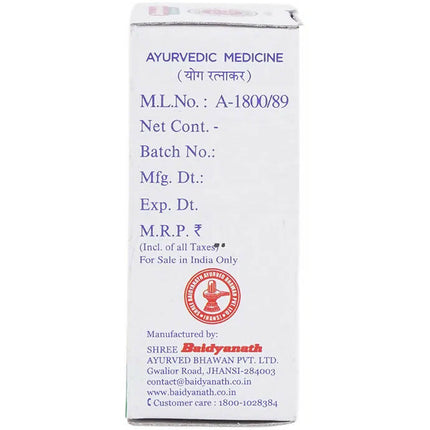 AYURVEDIC MEDICINE
(योग रत्नाकर)
M.L.No. : A-1800/89
Net Cont. -
Batch No.:
Mfg. Dt.:
Exp. Dt.
M.R.P. ₹
(Incl. of all Taxes)
For Sale in India Only
Manufactured by:
SHREE Baidyanath
AYURVED BHAWAN PVT. LTD.
Gwalior Road, JHANSI-284003
contact@baidyanath.co.in
www.baidyanath.co.in
Customer care : 1800-1028384